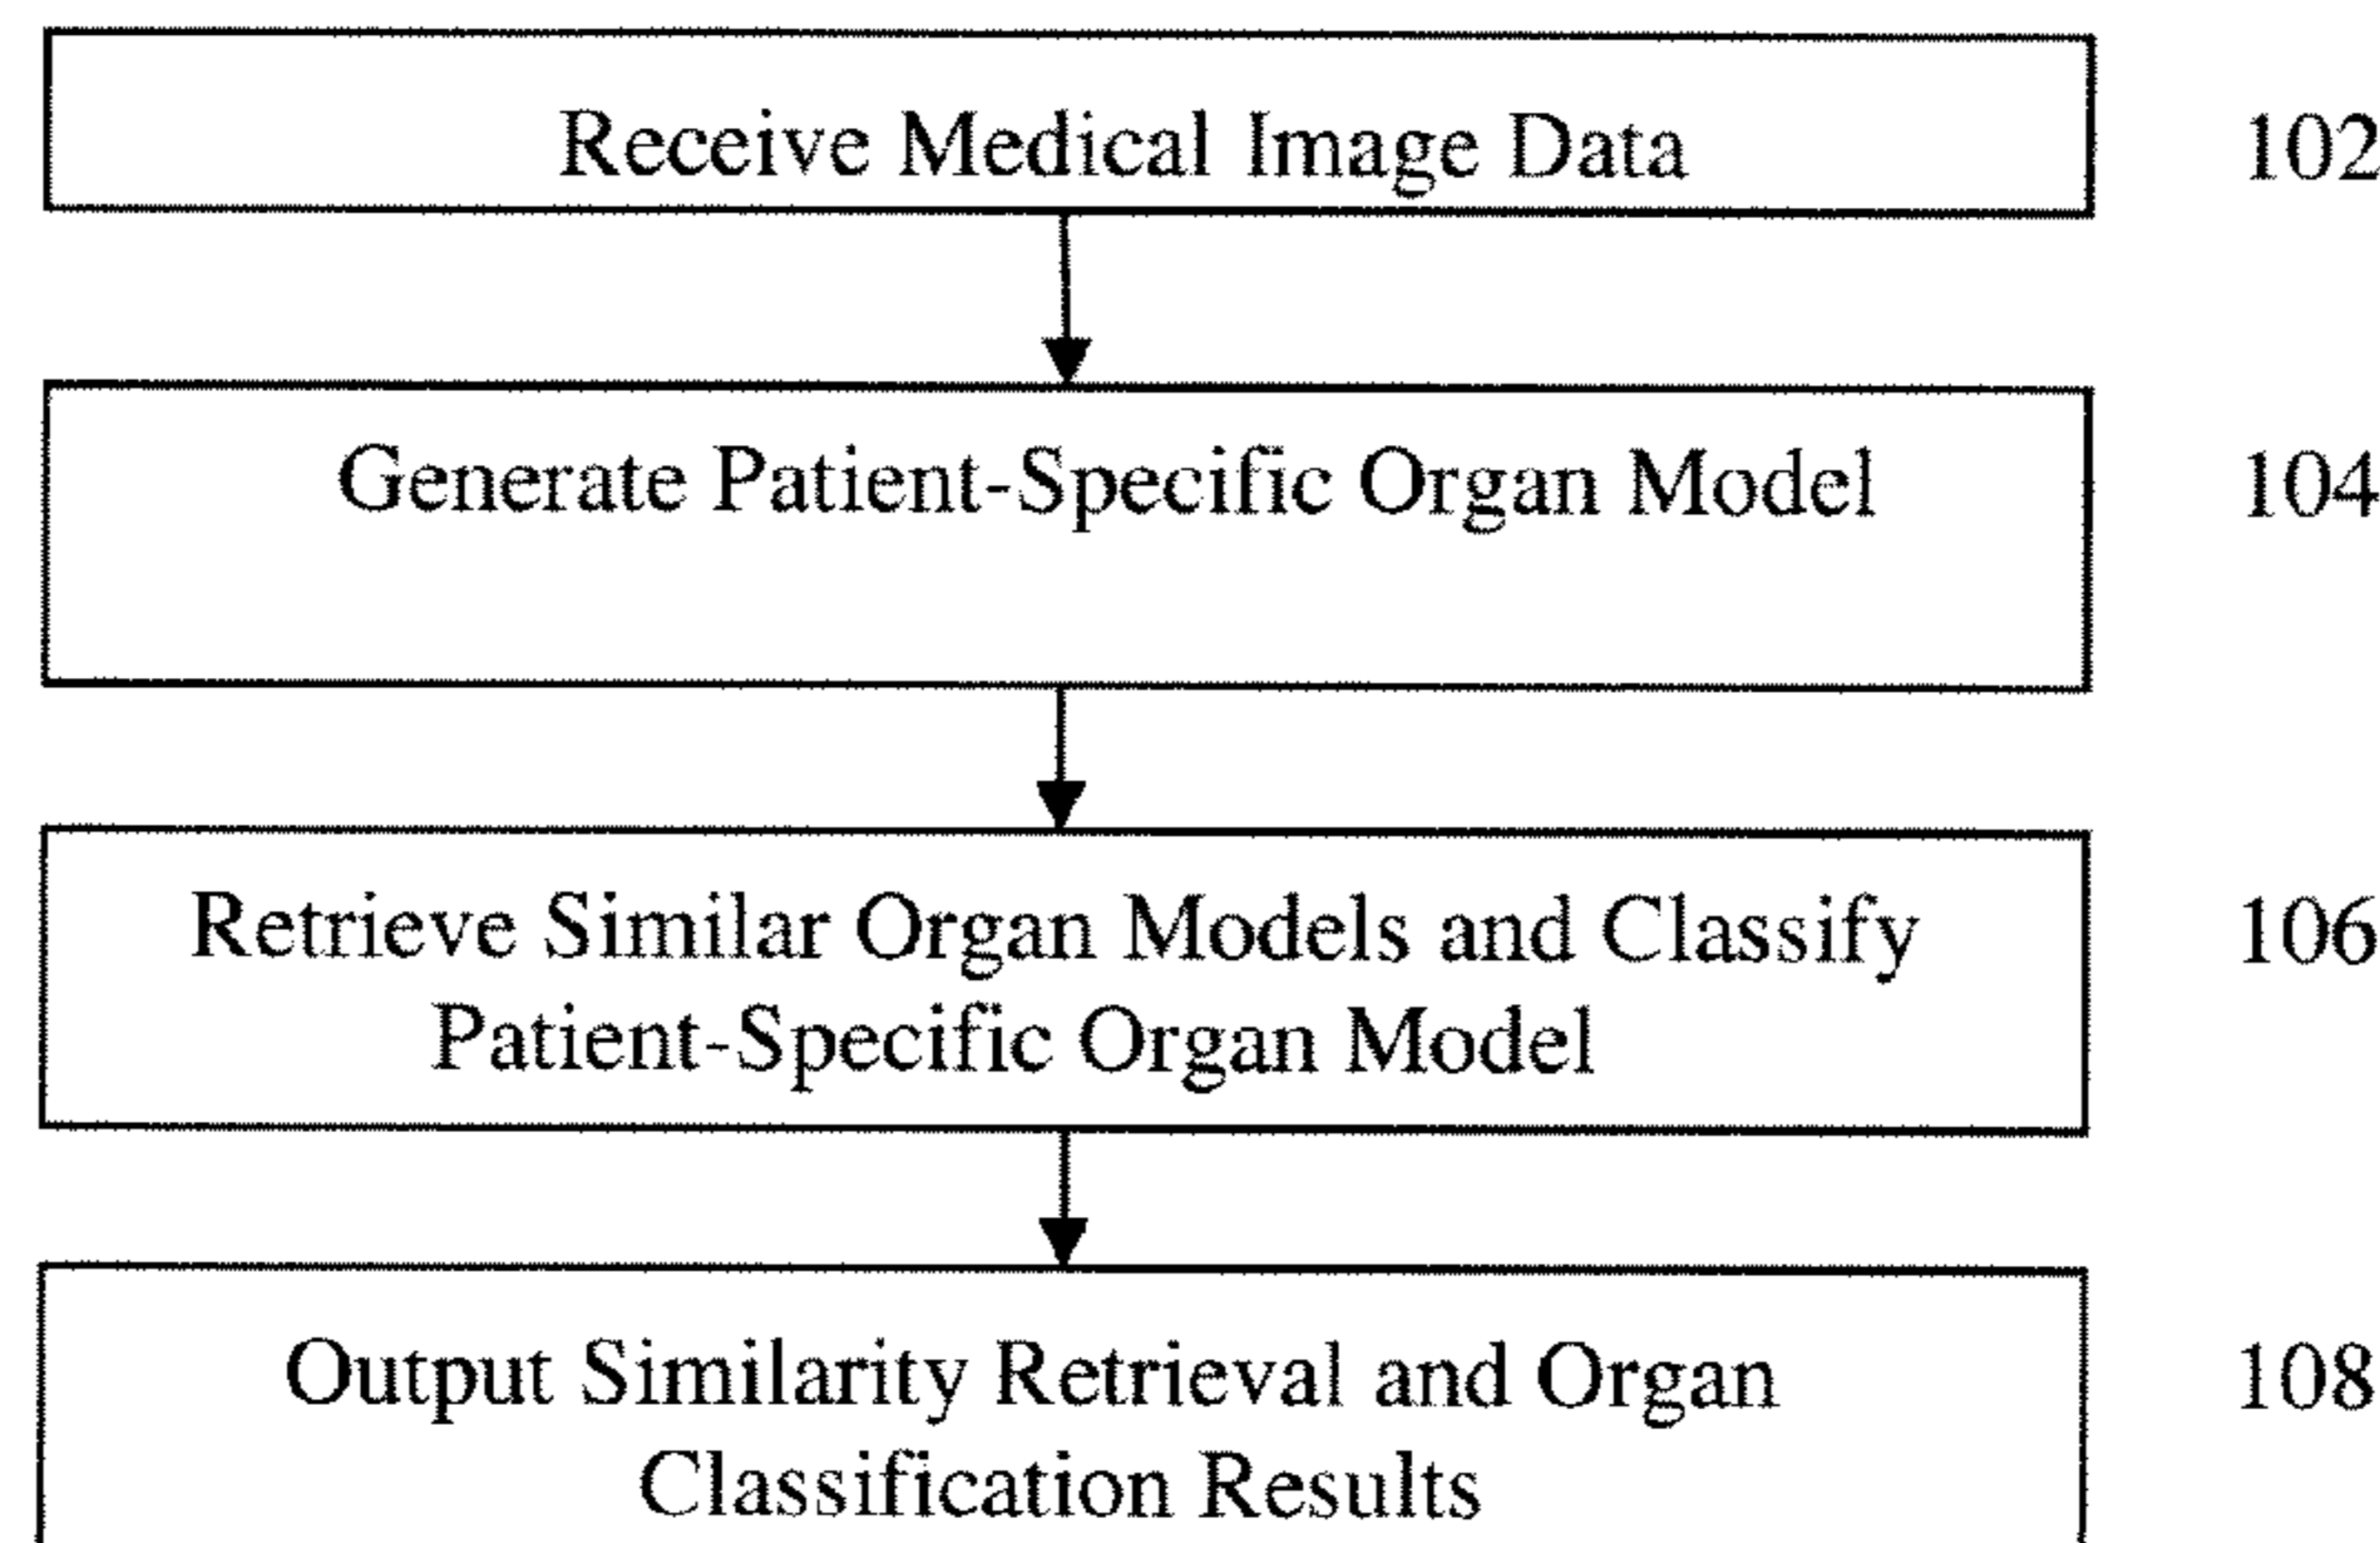 Receive Medical Image Data 102
Generate Patient-Specific Organ Model 104
Retrieve Similar Organ Models and Classify 106
Patient-Specific Organ Model
Output Similarity Retrieval and Organ 108
Classification Results